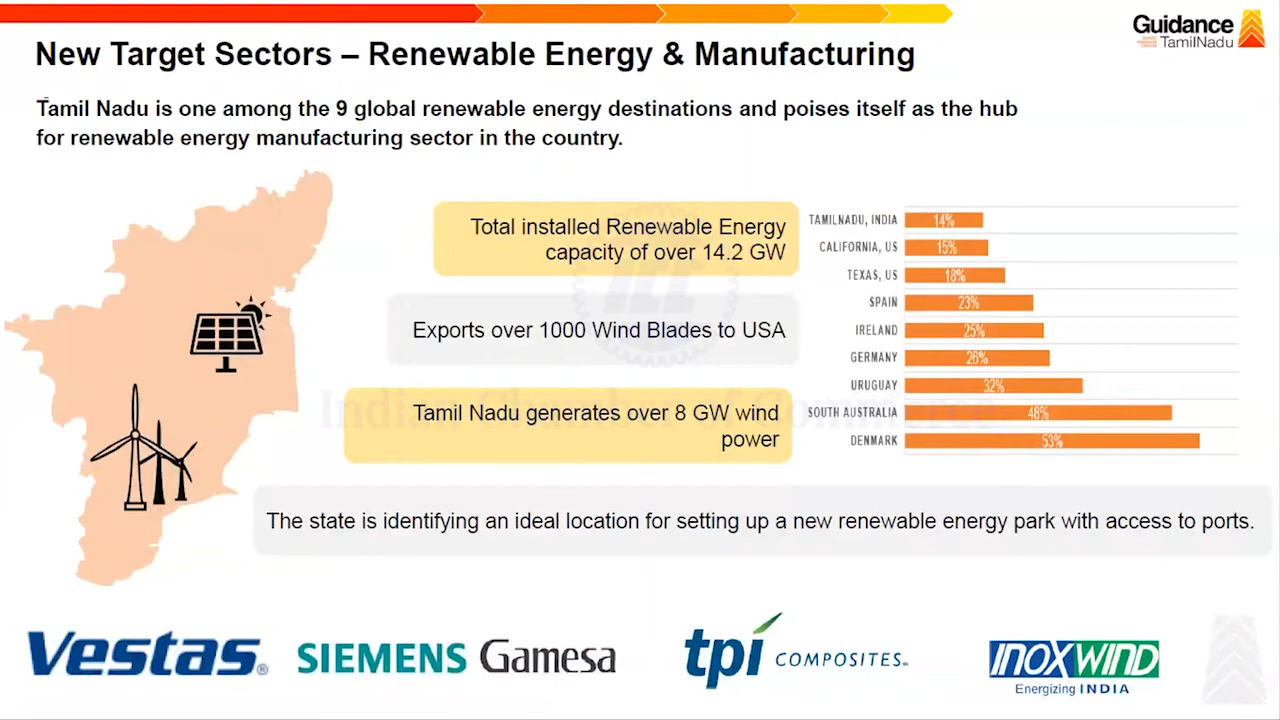 Guidance
TamilNadu
New Target Sectors – Renewable Energy & Manufacturing
Tamil Nadu is one among the 9 global renewable energy destinations and poises itself as the hub
for renewable energy manufacturing sector in the country.
Total installed Renewable Energy
capacity of over 14.2 GW
Exports over 1000 Wind Blades to USA
Tamil Nadu generates over 8 GW wind
power
TAMILNADU, INDIA 14%
CALIFORNIA, US 15%
TEXAS, US 18%
SPAIN 23%
IRELAND 25%
GERMANY 26%
URUGUAY 32%
SOUTH AUSTRALIA 48%
DENMARK 53%
ICC
Indian Chamber of Commerce
The state is identifying an ideal location for setting up a new renewable energy park with access to ports.
Vestas®
SIEMENS Gamesa
tpi COMPOSITES
INOXWIND
Energizing INDIA